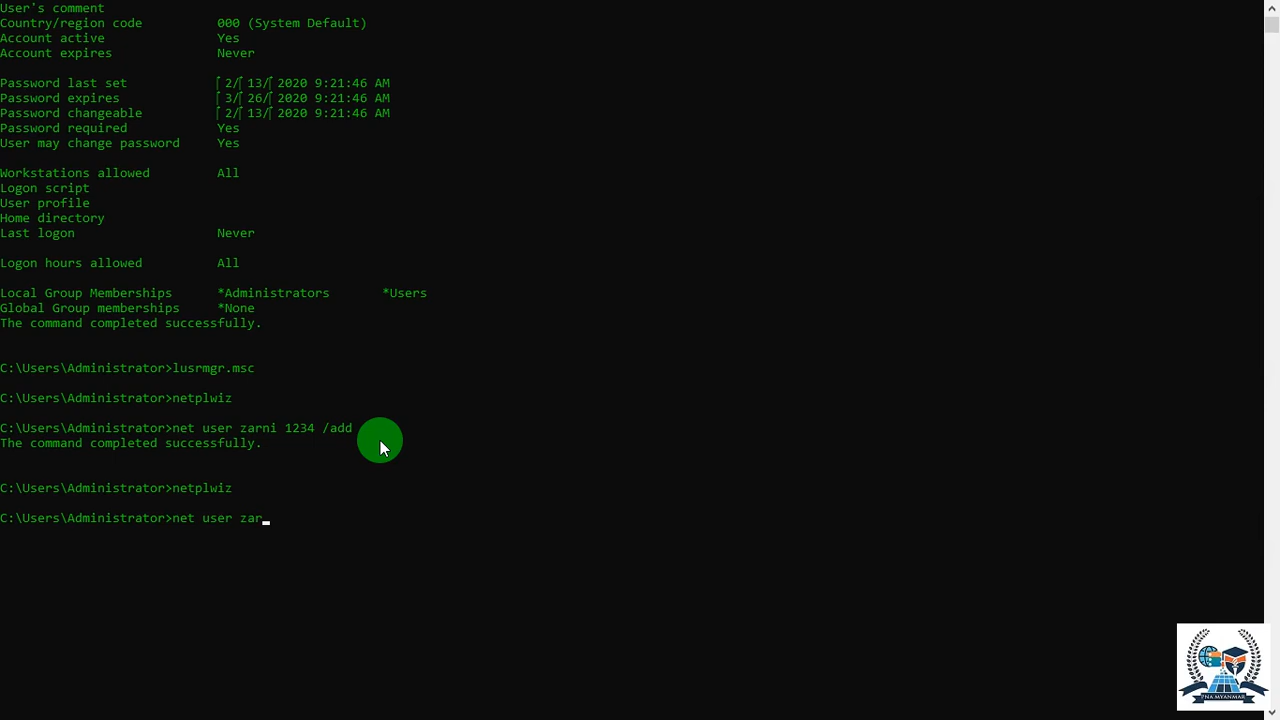 User's comment
Country/region code 000 (System Default)
Account active Yes
Account expires Never
Password last set 2/ 13/ 2020 9:21:46 AM
Password expires 3/ 26/ 2020 9:21:46 AM
Password changeable 2/ 13/ 2020 9:21:46 AM
Password required Yes
User may change password Yes
Workstations allowed All
Logon script
User profile
Home directory
Last logon Never
Logon hours allowed All
Local Group Memberships *Administrators *Users
Global Group memberships *None
The command completed successfully.
C:\Users\Administrator>lusrmgr.msc
C:\Users\Administrator>netplwiz
C:\Users\Administrator>net user zarni 1234 /add
The command completed successfully.
C:\Users\Administrator>netplwiz
C:\Users\Administrator>net user zar
MYANMAR